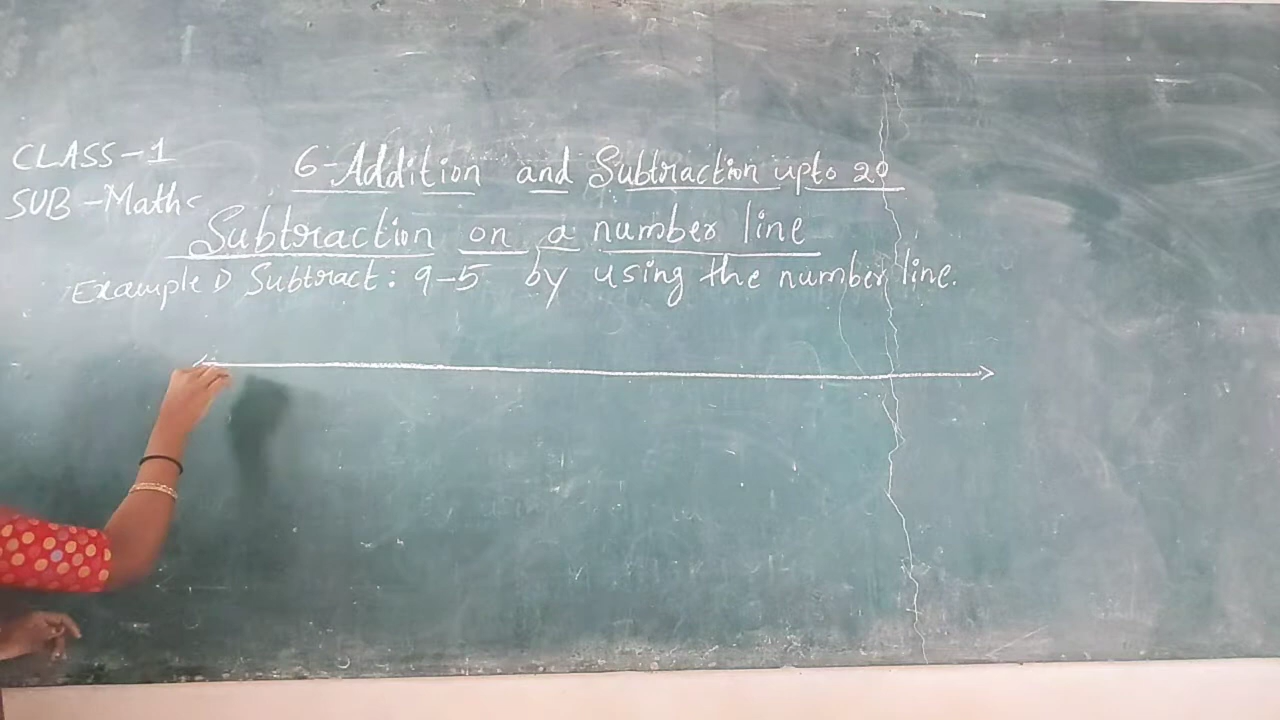 CLASS-1
SUB-Maths
6-Addition and Subtraction upto 20
Subtraction on a number line
Example 1) Subtract: 9-5 by using the number line.